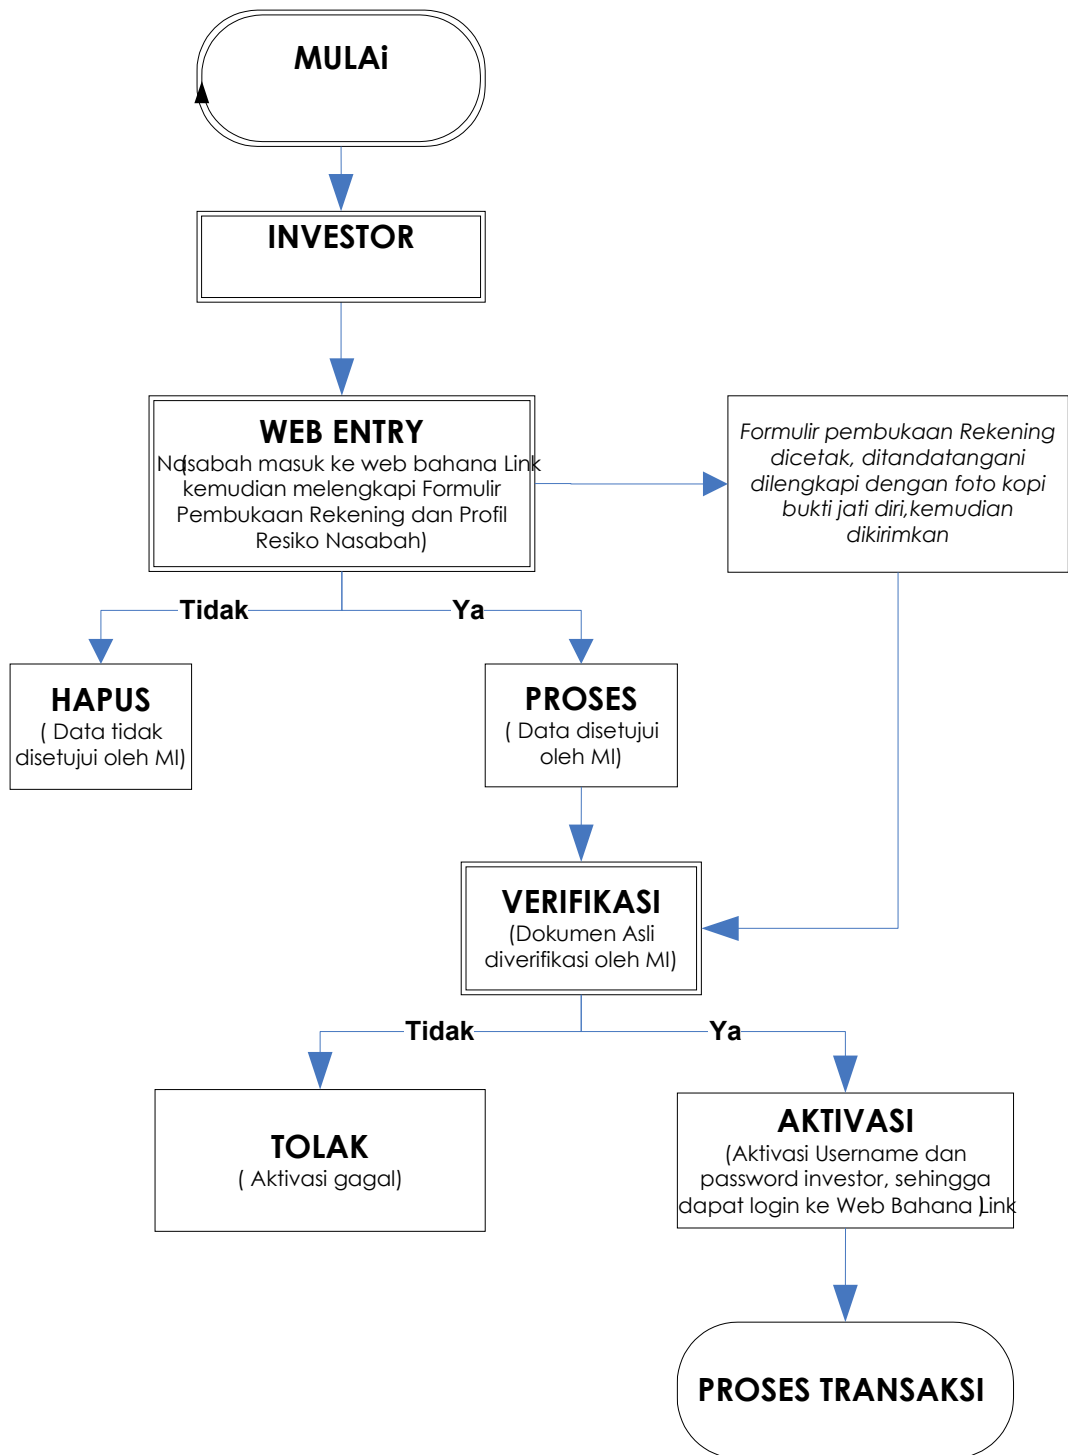 MULAi
INVESTOR
WEB ENTRY
(Nasabah masuk ke web bahana Link
kemudian melengkapi Formulir
Pembukaan Rekening dan Profil
Resiko Nasabah)
Formulir pembukaan Rekening
dicetak, ditandatangani
dilengkapi dengan foto kopi
bukti jati diri,kemudian
dikirimkan
Tidak
Ya
HAPUS
( Data tidak
disetujui oleh MI)
PROSES
( Data disetujui
oleh MI)
VERIFIKASI
(Dokumen Asli
diverifikasi oleh MI)
Tidak
Ya
TOLAK
( Aktivasi gagal)
AKTIVASI
(Aktivasi Username dan
password investor, sehingga
dapat login ke Web Bahana Link)
PROSES TRANSAKSI